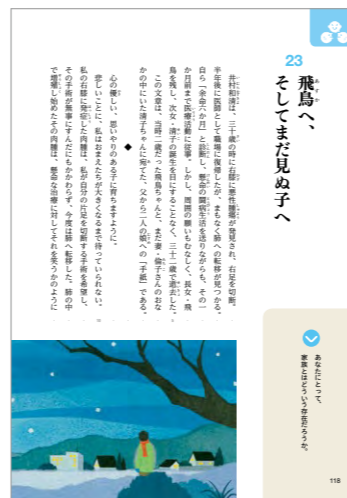 23
飛鳥へ、
そしてまだ見ぬ子へ
井村和清は、三十歳の時に右膝に悪性腫瘍が発見され、右足を切断。
半年後に医師として職場に復帰したが、まもなく肺への転移が見つかる。
自ら「余命六か月」と診断し、懸命の闘病生活を送りながらも、その一
か月前まで医療活動に従事。しかし、周囲の願いもむなしく、長女・飛
鳥を残し、次女・清子の誕生を目にすることなく、三十二歳で逝去した。
この文章は、当時二歳だった飛鳥ちゃんと、まだ妻・倫子さんのおな
かの中にいた清子ちゃんに宛てた、父から二人の娘への「手紙」である。
◆
心の優しい、思いやりのある子に育ちますように。
悲しいことに、私はおまえたちが大きくなるまで待っていられない。
私の右膝に発症した肉腫は、私が自分の片足を切断する手術を希望し、
その手術が無事にすんだにもかかわらず、今度は肺へ転移した。肺の中
で増殖し始めたその肉腫は、懸命な治療に対してそれを笑うかのように
あなたにとって、
家族とはどういう存在だろうか。
118